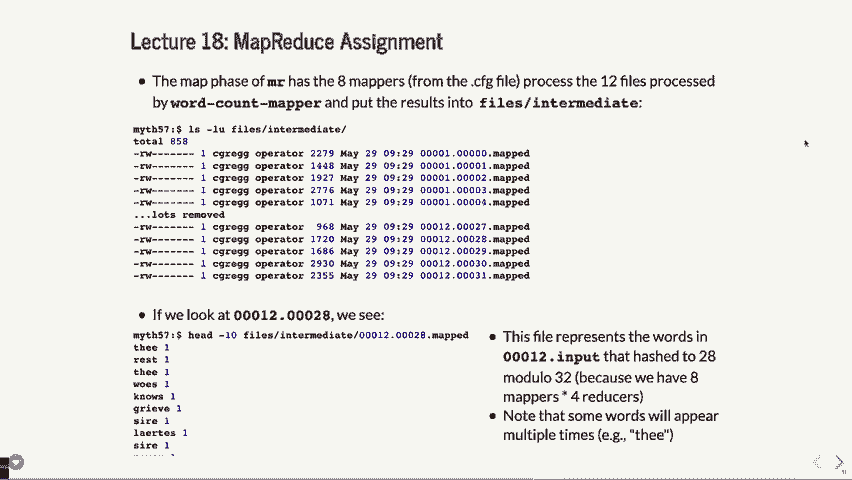 Lecture 18: MapReduce Assignment
• The map phase of mr has the 8 mappers (from the .cfg file) process the 12 files processed
by word-count-mapper and put the results into files/intermediate:
myth57:$ ls -lu files/intermediate/
total 858
-rw------- 1 cgregg operator 2279 May 29 09:29 00001.00000.mapped
-rw------- 1 cgregg operator 1448 May 29 09:29 00001.00001.mapped
-rw------- 1 cgregg operator 1927 May 29 09:29 00001.00002.mapped
-rw------- 1 cgregg operator 2776 May 29 09:29 00001.00003.mapped
-rw------- 1 cgregg operator 1071 May 29 09:29 00001.00004.mapped
...lots removed
-rw------- 1 cgregg operator 968 May 29 09:29 00012.00027.mapped
-rw------- 1 cgregg operator 1720 May 29 09:29 00012.00028.mapped
-rw------- 1 cgregg operator 1686 May 29 09:29 00012.00029.mapped
-rw------- 1 cgregg operator 2930 May 29 09:29 00012.00030.mapped
-rw------- 1 cgregg operator 2355 May 29 09:29 00012.00031.mapped
• If we look at 00012.00028, we see:
myth57:$ head -10 files/intermediate/00012.00028.mapped
thee 1
rest 1
thee 1
woes 1
knows 1
grieve 1
sire 1
laertes 1
sire 1
• This file represents the words in
00012.input that hashed to 28
modulo 32 (because we have 8
mappers * 4 reducers)
• Note that some words will appear
multiple times (e.g., "thee")